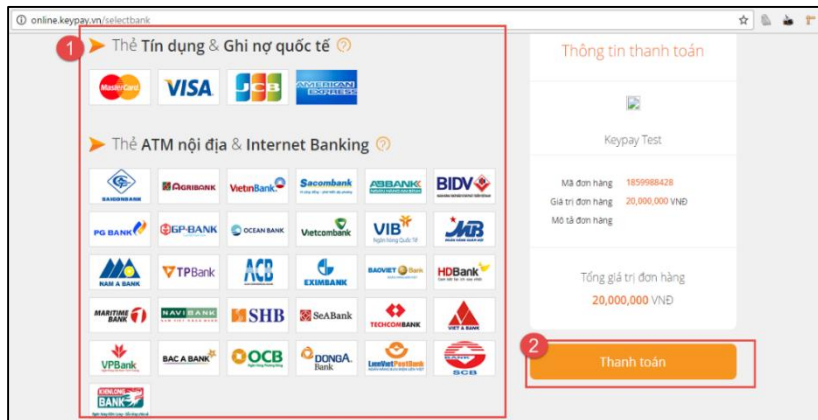 online.keypay.vn/selectbank
1
Thẻ Tín dụng & Ghi nợ quốc tế ?
MasterCard VISA JCB AMERICAN EXPRESS
Thẻ ATM nội địa & Internet Banking ?
SAIGONBANK AGRIBANK VietinBank Sacombank ABBANK BIDV
PG BANK GP.BANK OCEAN BANK Vietcombank VIB MB
Ngân hàng Quốc Tế
NAM A BANK TPBank ACB EXIMBANK BAOVIET Bank HDBank
MARITIME BANK NAVIBANK SHB SeABank TECHCOMBANK VIET A BANK
VPBank BAC A BANK OCB DONGA Bank LienVietPostBank SCB
KIENLONG BANK
Thông tin thanh toán
Keypay Test
Mã đơn hàng 1859988428
Giá trị đơn hàng 20,000,000 VNĐ
Mô tả đơn hàng
Tổng giá trị đơn hàng
20,000,000 VNĐ
2
Thanh toán